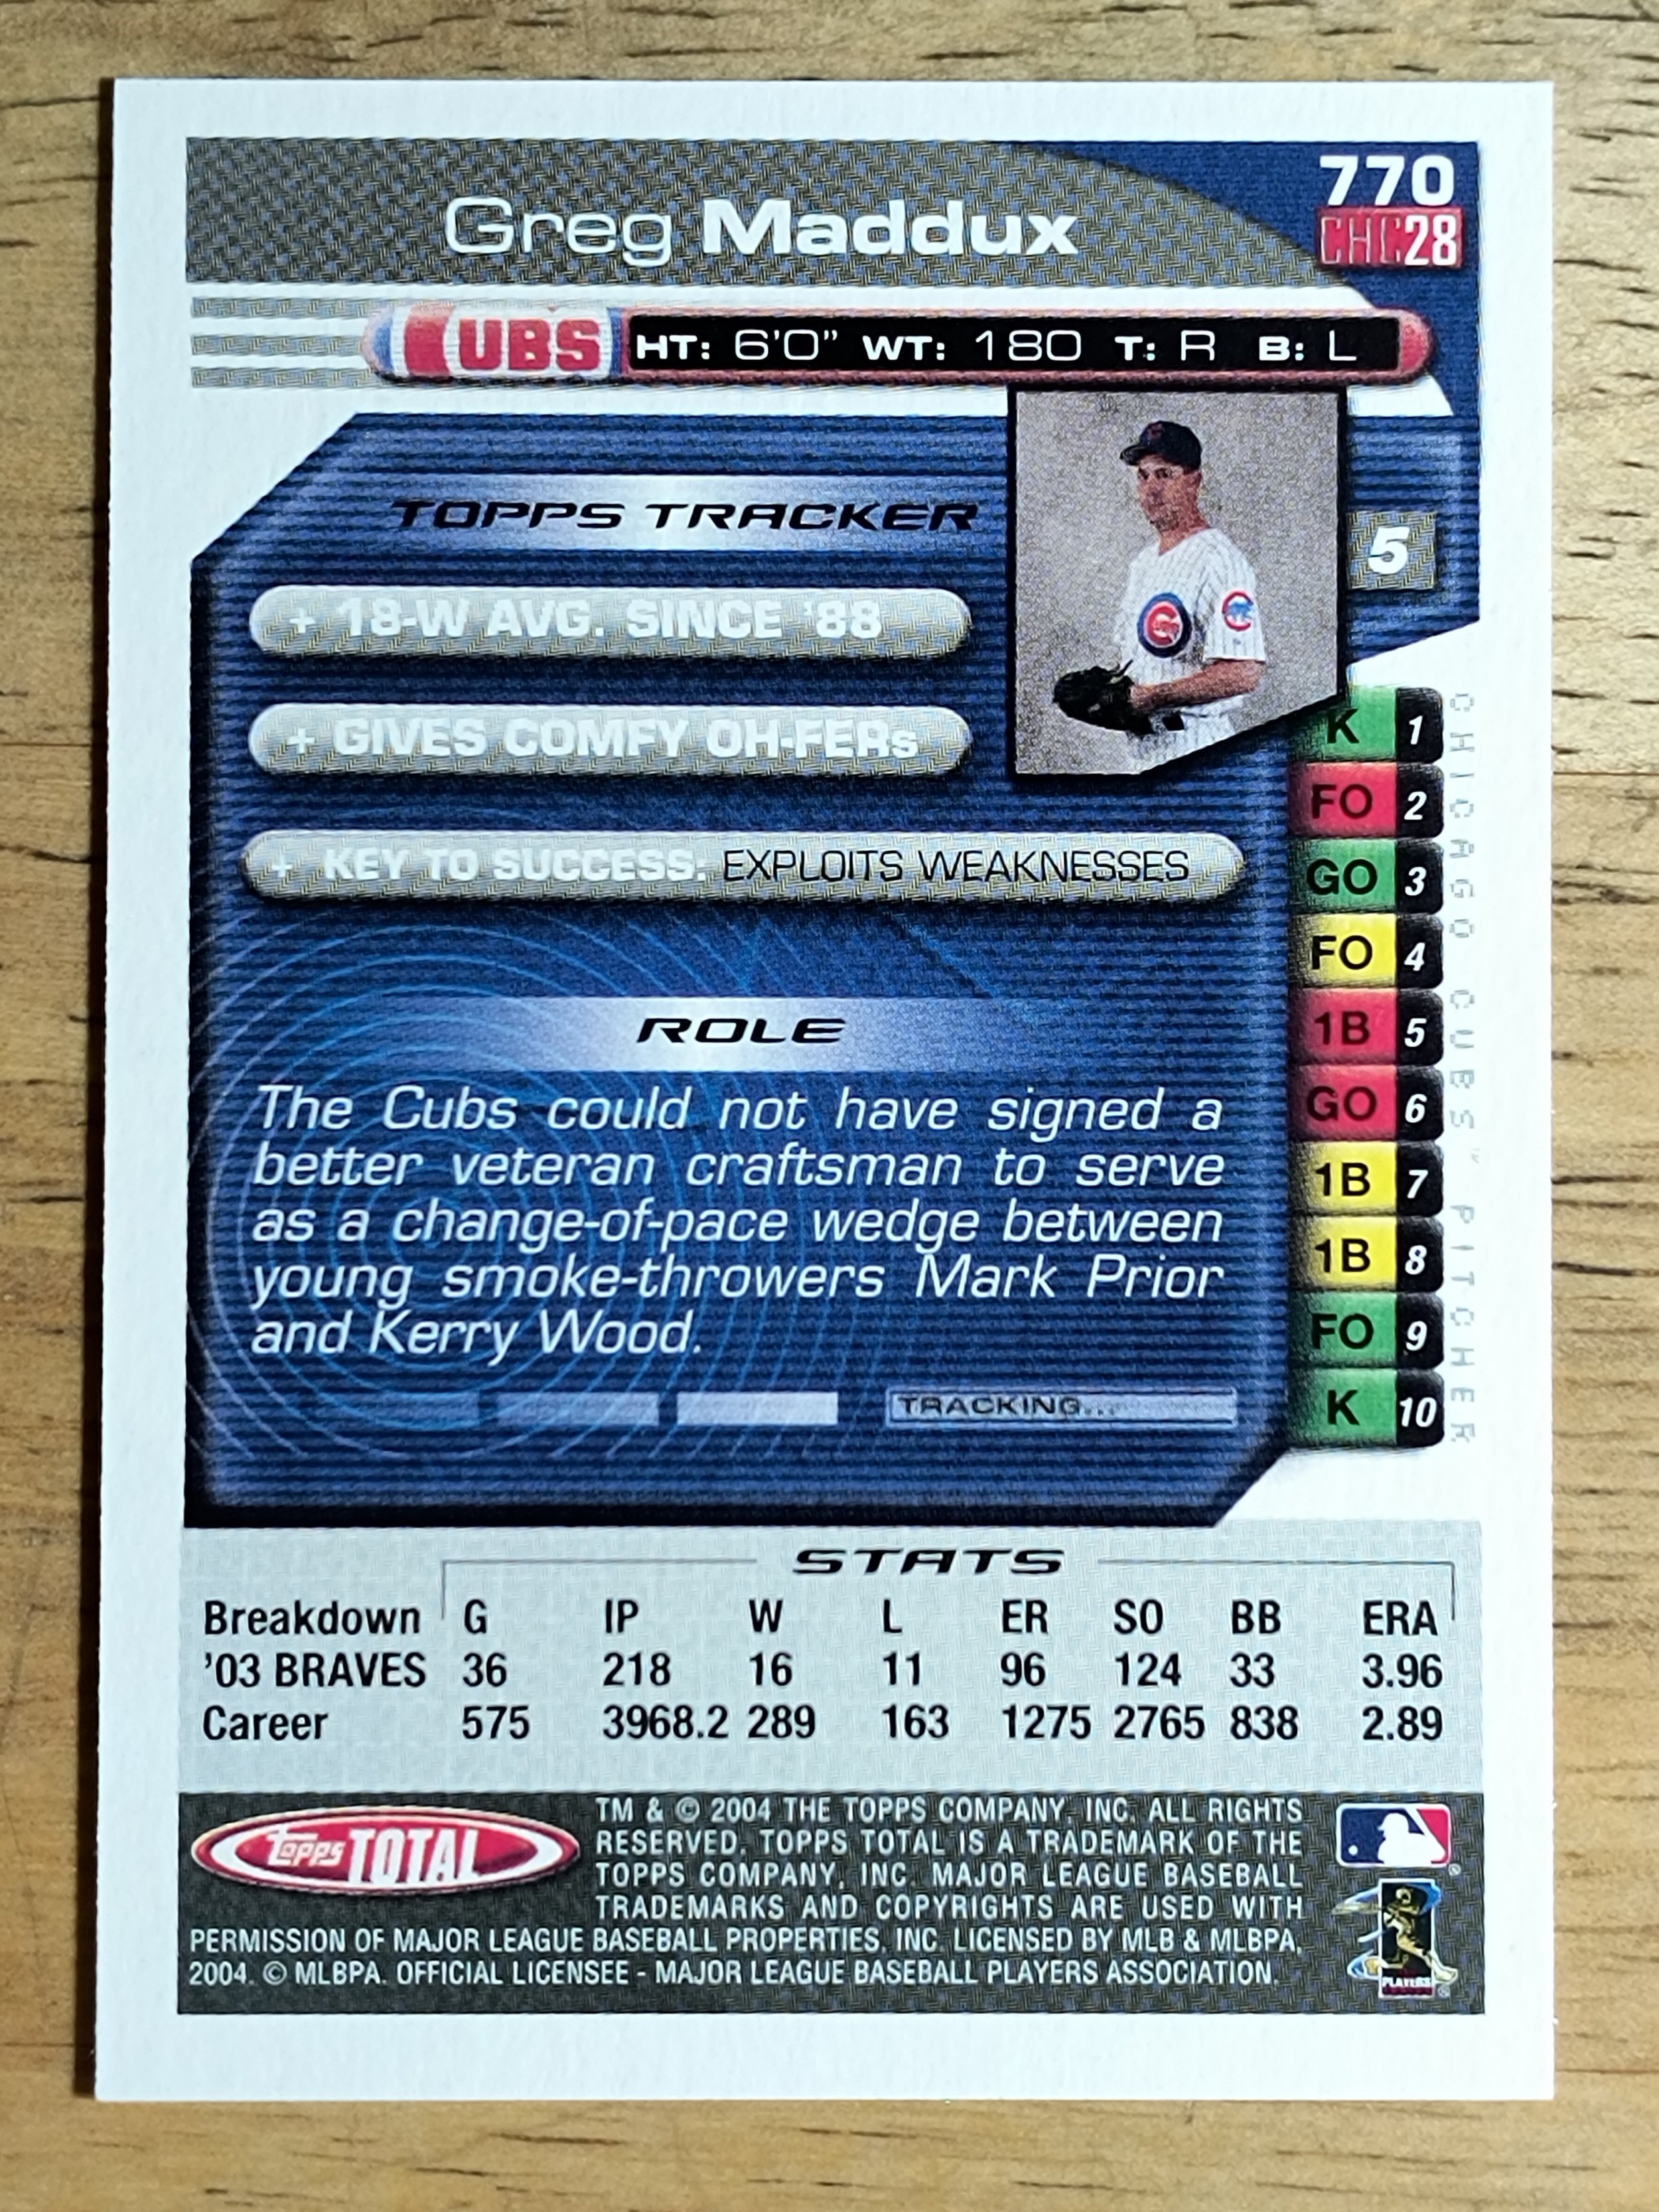 770
Greg Maddux
CHC28
CUBS HT: 6'0" WT: 180 T: R B: L
TOPPS TRACKER
5
+ 18-W AVG. SINCE '88
+ GIVES COMFY OH-FERs
+ KEY TO SUCCESS: EXPLOITS WEAKNESSES
K 1
FO 2
GO 3
FO 4
1B 5
GO 6
1B 7
1B 8
FO 9
K 10
CHICAGO CUBS™ PITCHER
ROLE
The Cubs could not have signed a
better veteran craftsman to serve
as a change-of-pace wedge between
young smoke-throwers Mark Prior
and Kerry Wood.
TRACKING...
STATS
Breakdown G IP W L ER SO BB ERA
'03 BRAVES 36 218 16 11 96 124 33 3.96
Career 575 3968.2 289 163 1275 2765 838 2.89
Topps TOTAL
TM & © 2004 THE TOPPS COMPANY, INC. ALL RIGHTS
RESERVED. TOPPS TOTAL IS A TRADEMARK OF THE
TOPPS COMPANY, INC. MAJOR LEAGUE BASEBALL
TRADEMARKS AND COPYRIGHTS ARE USED WITH
PERMISSION OF MAJOR LEAGUE BASEBALL PROPERTIES, INC. LICENSED BY MLB & MLBPA,
2004. © MLBPA. OFFICIAL LICENSEE - MAJOR LEAGUE BASEBALL PLAYERS ASSOCIATION.
PLAYERS